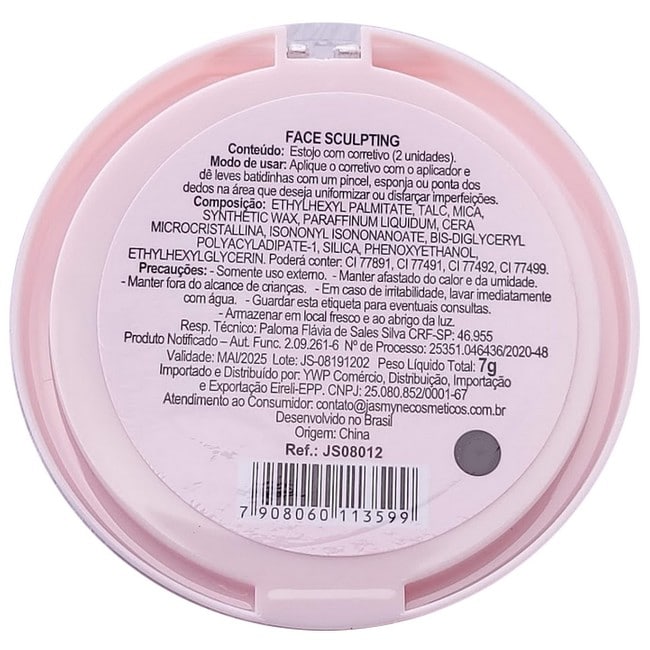 FACE SCULPTING
Conteúdo: Estojo com corretivo (2 unidades).
Modo de usar: Aplique o corretivo com o aplicador e
dê leves batidinhas com um pincel, esponja ou ponta dos
dedos na área que deseja uniformizar ou disfarçar imperfeições.
Composição: ETHYLHEXYL PALMITATE, TALC, MICA,
SYNTHETIC WAX, PARAFFINUM LIQUIDUM, CERA
MICROCRISTALLINA, ISONONYL ISONONANOATE, BIS-DIGLYCERYL
POLYACYLADIPATE-1, SILICA, PHENOXYETHANOL,
ETHYLHEXYLGLYCERIN. Poderá conter: CI 77891, CI 77491, CI 77492, CI 77499.
Precauções: - Somente uso externo. - Manter afastado do calor e da umidade.
- Manter fora do alcance de crianças. - Em caso de irritabilidade, lavar imediatamente
com água. - Guardar esta etiqueta para eventuais consultas.
- Armazenar em local fresco e ao abrigo da luz.
Resp. Técnico: Paloma Flávia de Sales Silva CRF-SP; 46.955
Produto Notificado – Aut. Func. 2.09.261-6 Nº de Processo: 25351.046436/2020-48
Validade: MAI/2025 Lote: JS-08191202 Peso Líquido Total: 7g
Importado e Distribuído por: YWP Comércio, Distribuição, Importação
e Exportação Eireli-EPP. CNPJ; 25.080.852/0001-67
Atendimento ao Consumidor: contato@jasmynecosmeticos.com.br
Desenvolvido no Brasil
Origem: China
Ref.: JS08012
7 908060 113599